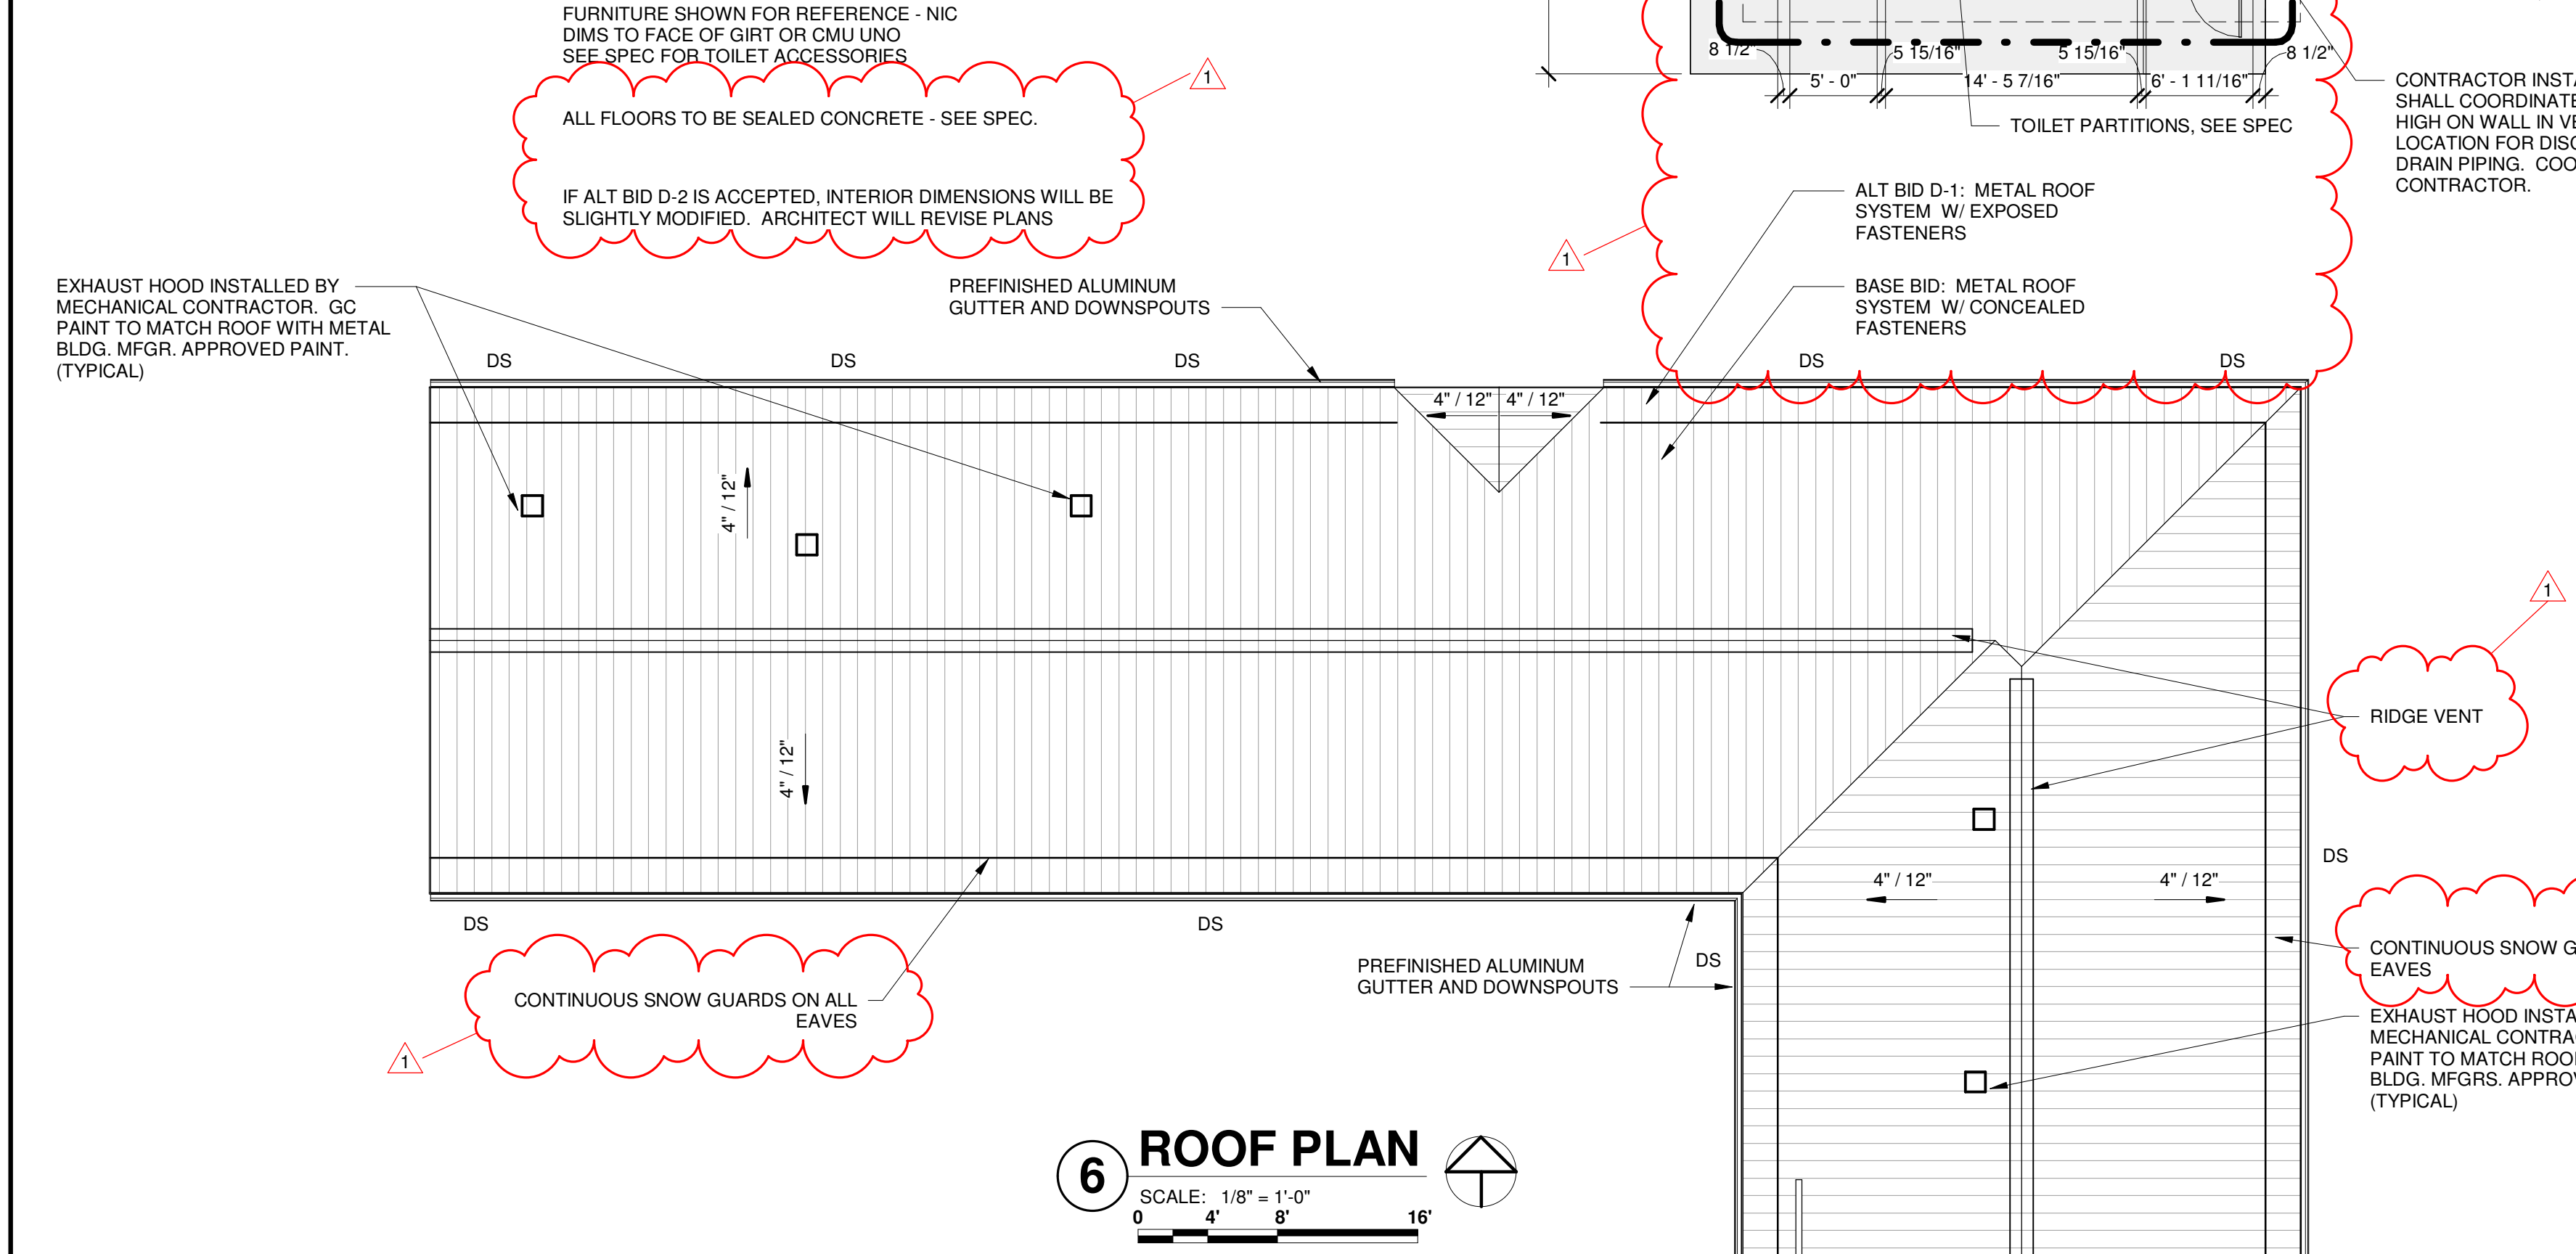 FURNITURE SHOWN FOR REFERENCE - NIC
DIMS TO FACE OF GIRT OR CMU UNO
SEE SPEC FOR TOILET ACCESSORIES
1
ALL FLOORS TO BE SEALED CONCRETE - SEE SPEC.
IF ALT BID D-2 IS ACCEPTED, INTERIOR DIMENSIONS WILL BE
SLIGHTLY MODIFIED.  ARCHITECT WILL REVISE PLANS
8 1/2"
5 15/16"
5 15/16"
8 1/2"
5' - 0"
14' - 5 7/16"
6' - 1 11/16"
TOILET PARTITIONS, SEE SPEC
CONTRACTOR INSTA
SHALL COORDINATE
HIGH ON WALL IN VE
LOCATION FOR DISC
DRAIN PIPING.  COO
CONTRACTOR.
ALT BID D-1:  METAL ROOF
SYSTEM  W/ EXPOSED
FASTENERS
1
BASE BID:  METAL ROOF
SYSTEM  W/ CONCEALED
FASTENERS
EXHAUST HOOD INSTALLED BY
MECHANICAL CONTRACTOR.  GC
PAINT TO MATCH ROOF WITH METAL
BLDG. MFGR. APPROVED PAINT.
(TYPICAL)
PREFINISHED ALUMINUM
GUTTER AND DOWNSPOUTS
DS
DS
DS
DS
DS
4" / 12"
4" / 12"
4" / 12"
4" / 12"
1
RIDGE VENT
DS
4" / 12"
4" / 12"
DS
DS
DS
CONTINUOUS SNOW GUARDS ON ALL
EAVES
1
PREFINISHED ALUMINUM
GUTTER AND DOWNSPOUTS
CONTINUOUS SNOW G
EAVES
EXHAUST HOOD INSTA
MECHANICAL CONTRA
PAINT TO MATCH ROO
BLDG. MFGRS. APPROV
(TYPICAL)
6
ROOF PLAN
SCALE:   1/8" = 1'-0"
0
4'
8'
16'